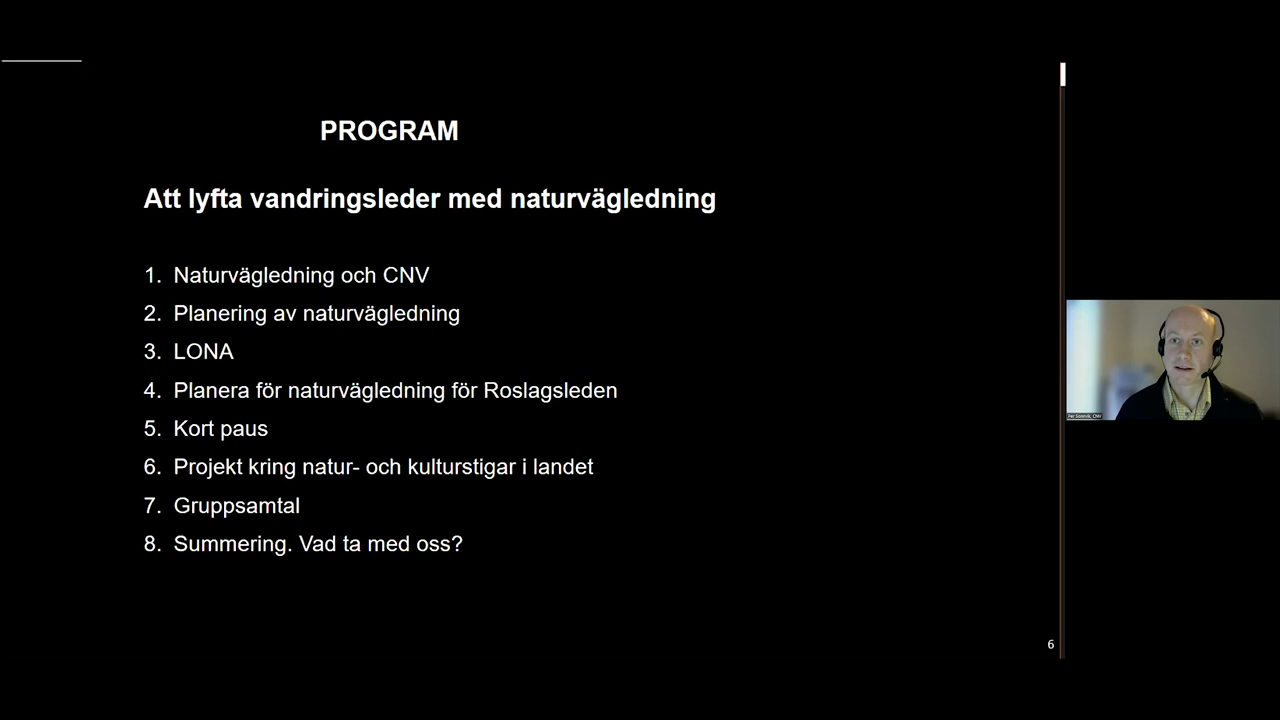 PROGRAM
Att lyfta vandringsleder med naturvägledning
1. Naturvägledning och CNV
2. Planering av naturvägledning
3. LONA
4. Planera för naturvägledning för Roslagsleden
5. Kort paus
6. Projekt kring natur- och kulturstigar i landet
7. Gruppsamtal
8. Summering. Vad ta med oss?
6